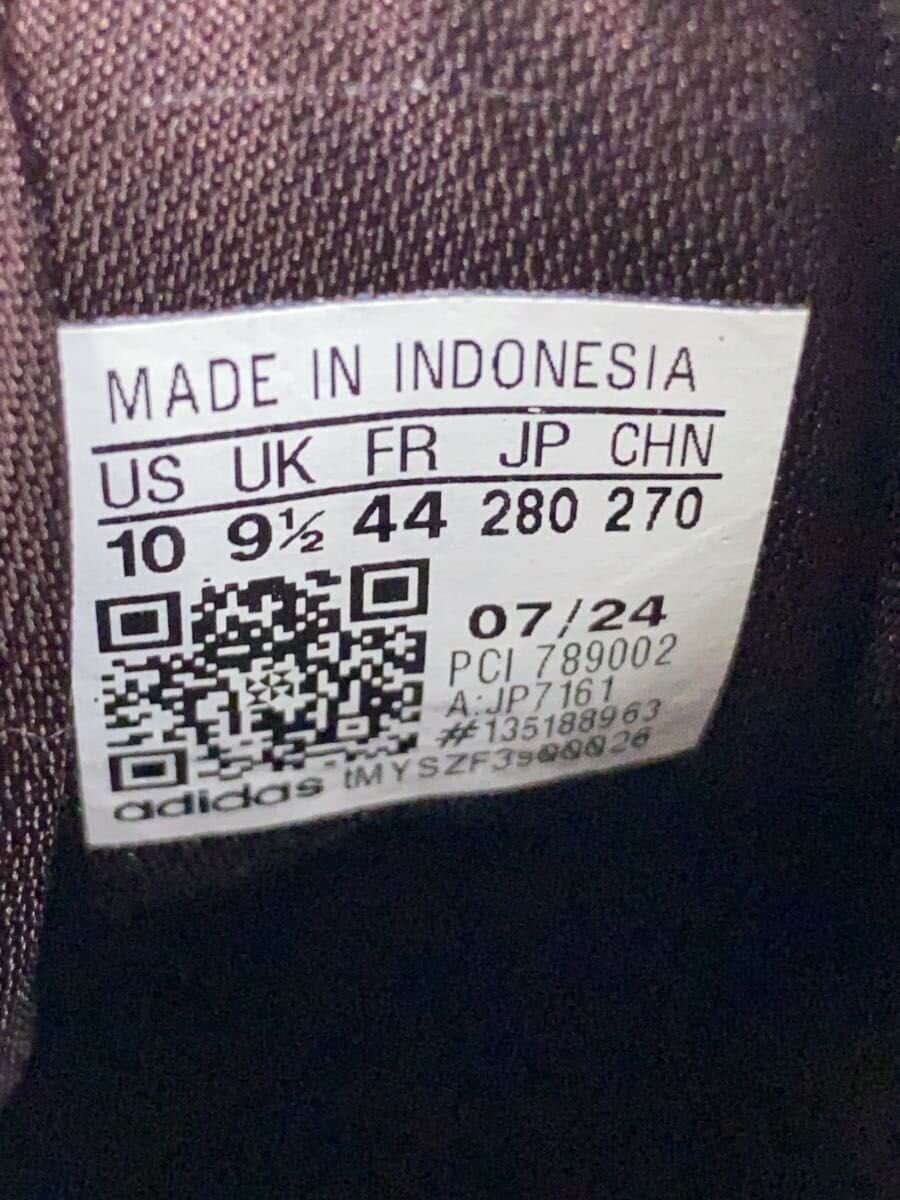 MADE IN INDONESIA
US UK FR JP CHN
10 9½ 44 280 270
07/24
PCI 789002
A:JP7161
#135188963
adidas tMYSZF3s00026